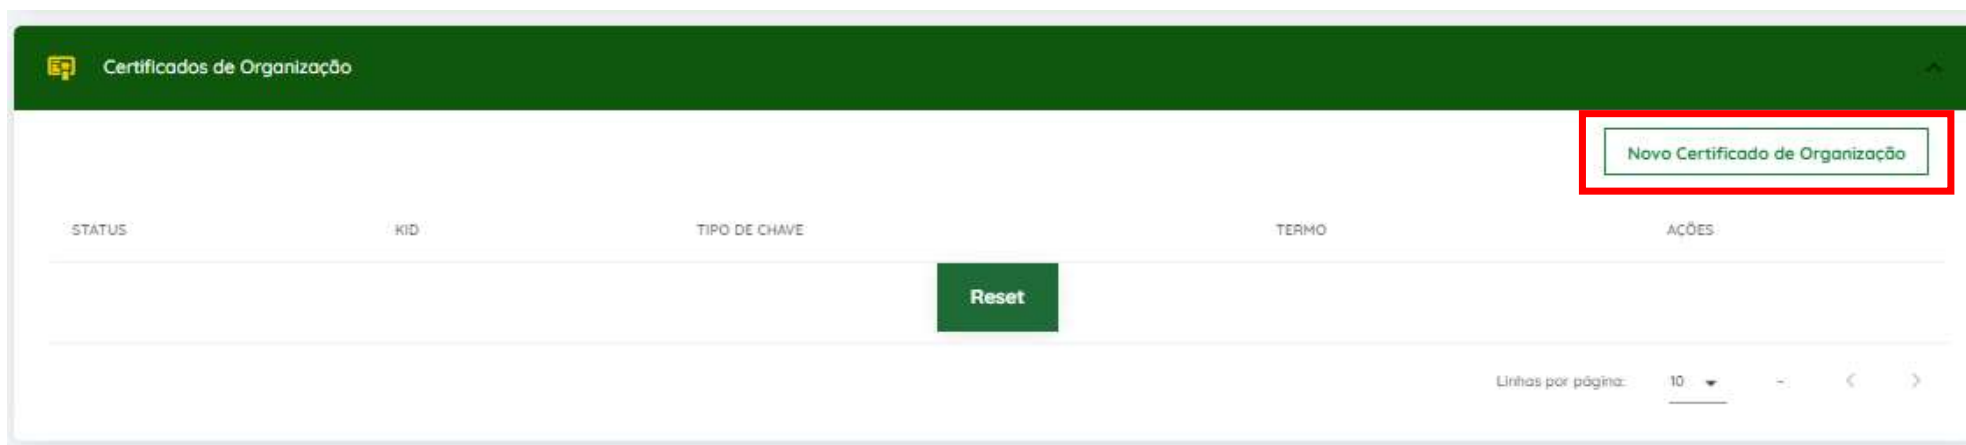 Certificados de Organização
Novo Certificado de Organização
STATUS KID TIPO DE CHAVE TERMO AÇÕES
Reset
Linhas por página: 10 -